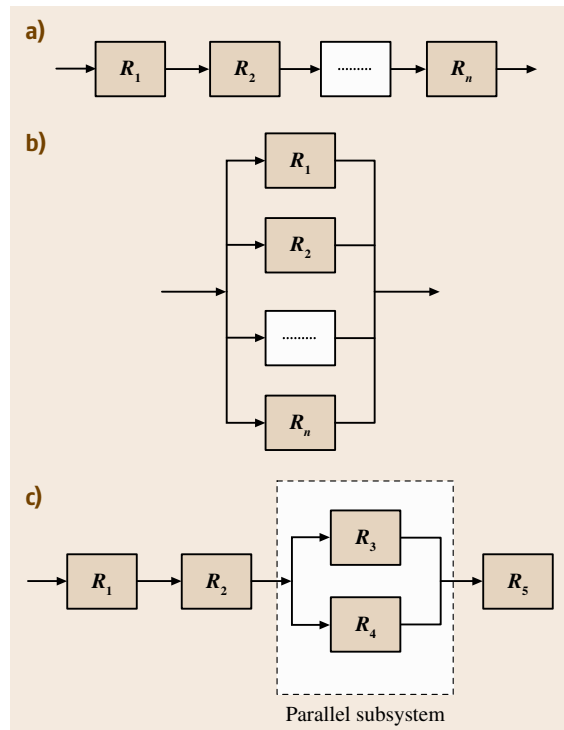 a)
R1 R2 ......... Rn
b)
R1
R2
.........
Rn
c)
R3
R1 R2 R5
R4
Parallel subsystem